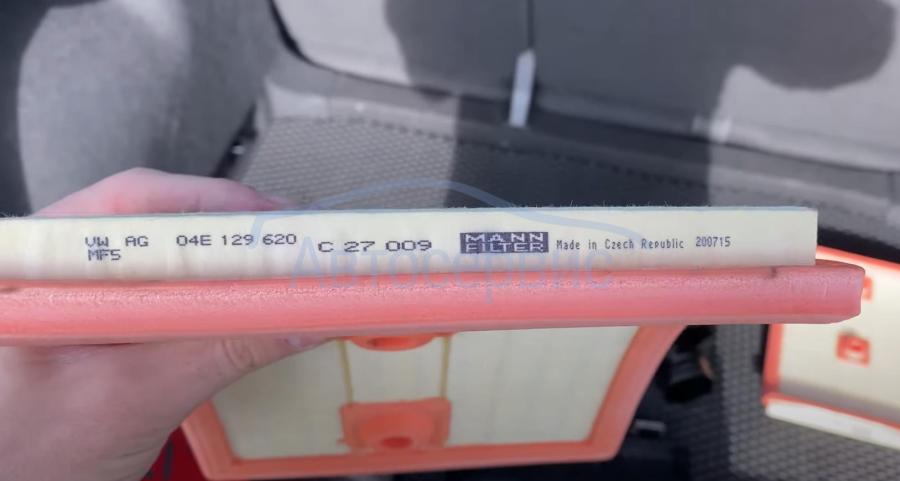 VW AG 04E 129 620 C 27 009 MANN FILTER Made in Czech Republic 200715
MF5
Автосервис